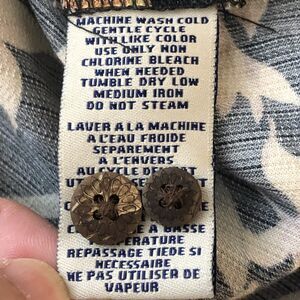 MACHINE WASH COLD
GENTLE CYCLE
WITH LIKE COLOR
USE ONLY NON
CHLORINE BLEACH
WHEN NEEDED
TUMBLE DRY LOW
MEDIUM IRON
DO NOT STEAM
LAVER A LA MACHINE
A L'EAU FROIDE
SEPAREMENT
A L'ENVERS
AU CYCLE DELICAT
A BASSE
REPASSAGE TIEDE SI
NECESSAIRE
NE PAS UTILISER DE
VAPEUR